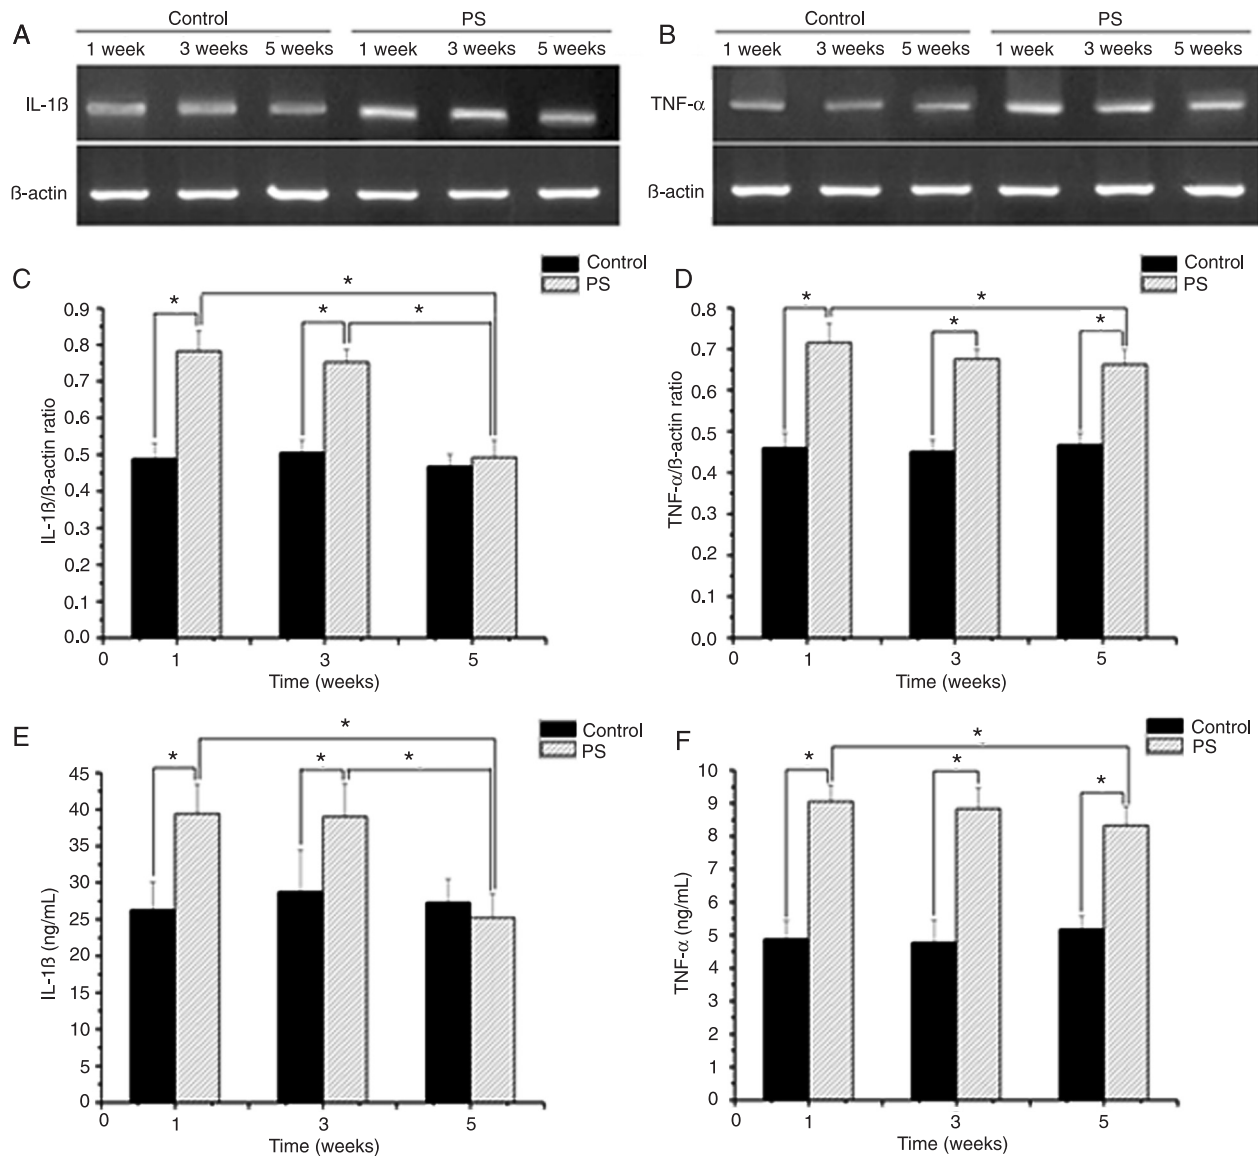 A
Control
PS
1 week
3 weeks
5 weeks
1 week
3 weeks
5 weeks
IL-1ß
ß-actin
B
Control
PS
1 week
3 weeks
5 weeks
1 week
3 weeks
5 weeks
TNF-α
ß-actin
C
Control
PS
*
*
*
*
IL-1ß/ß-actin ratio
0.9
0.8
0.7
0.6
0.5
0.4
0.3
0.2
0.1
0.0
0
1
3
5
Time (weeks)
D
Control
PS
*
*
*
*
TNF-α/ß-actin ratio
0.8
0.7
0.6
0.5
0.4
0.3
0.2
0.1
0.0
0
1
3
5
Time (weeks)
E
Control
PS
*
*
*
*
IL-1ß (ng/mL)
45
40
35
30
25
20
15
10
5
0
0
1
3
5
Time (weeks)
F
Control
PS
*
*
*
*
TNF-α (ng/mL)
10
9
8
7
6
5
4
3
2
1
0
0
1
3
5
Time (weeks)